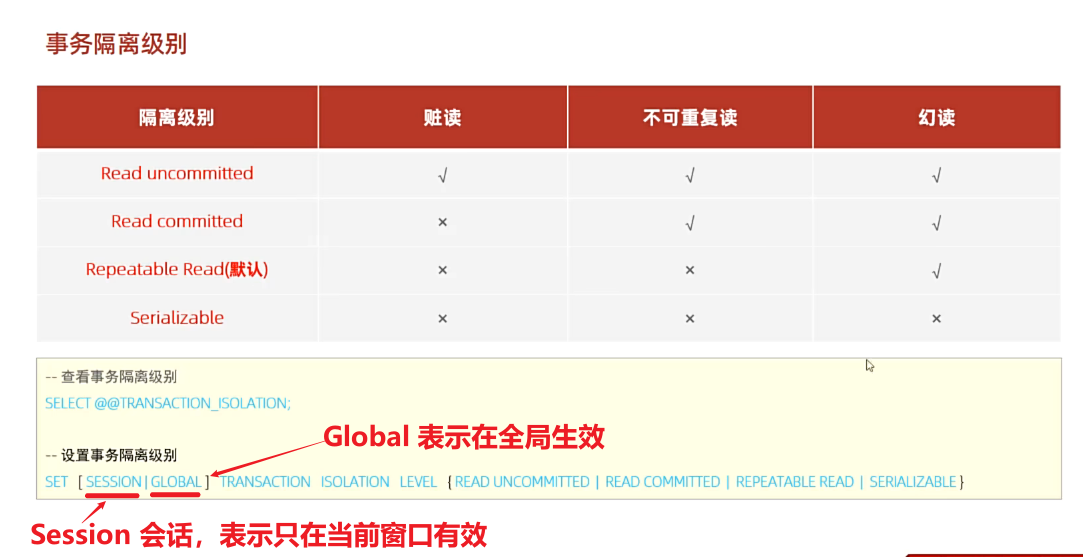 事务隔离级别
隔离级别 赃读 不可重复读 幻读
Read uncommitted √ √ √
Read committed × √ √
Repeatable Read(默认) × × √
Serializable × × ×
-- 查看事务隔离级别
SELECT @@TRANSACTION_ISOLATION;
Global 表示在全局生效
-- 设置事务隔离级别
SET [ SESSION | GLOBAL ] TRANSACTION ISOLATION LEVEL { READ UNCOMMITTED | READ COMMITTED | REPEATABLE READ | SERIALIZABLE }
Session 会话，表示只在当前窗口有效